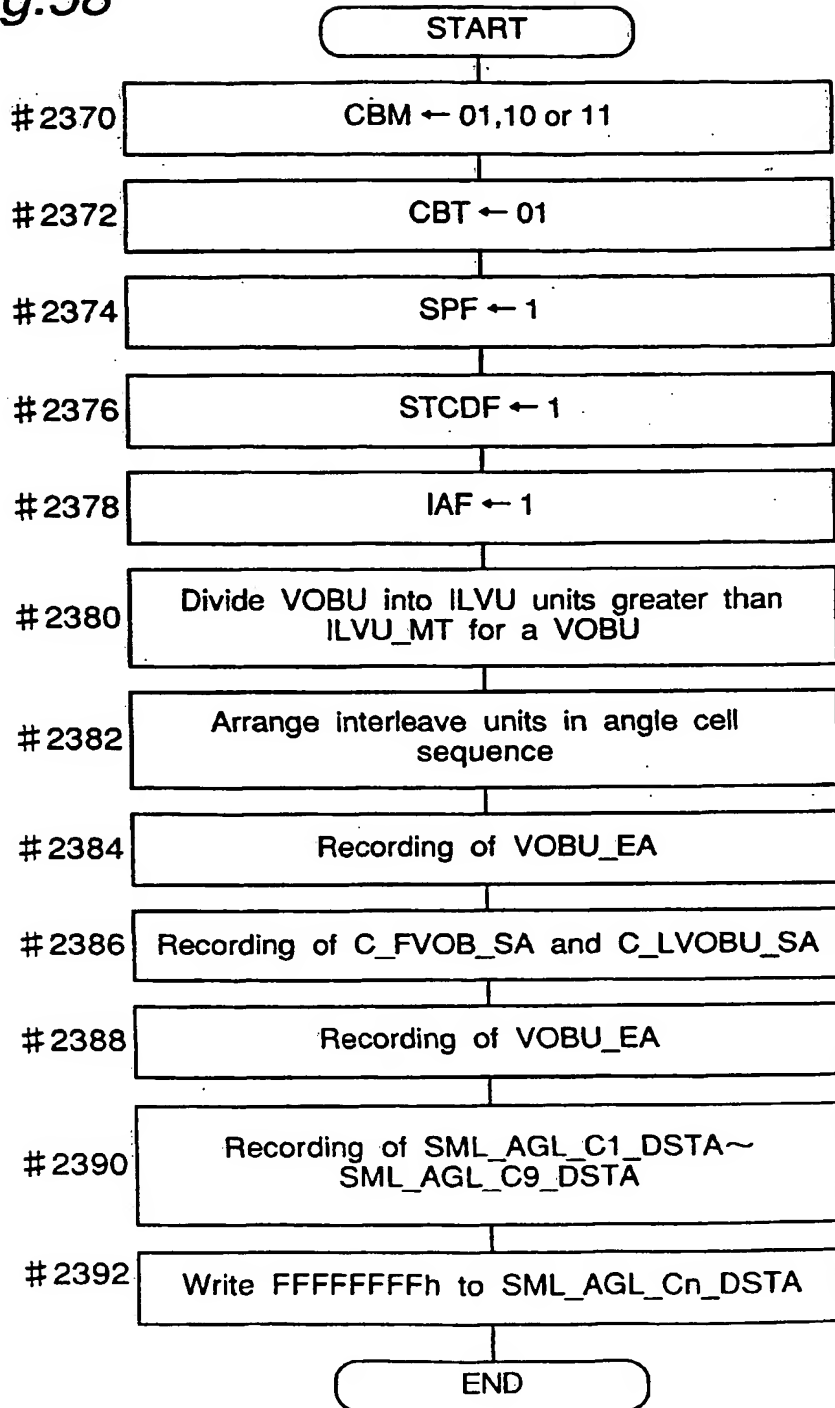 g.58
START
#2370 CBM ← 01,10 or 11
#2372 CBT ← 01
#2374 SPF ← 1
#2376 STCDF ← 1
#2378 IAF ← 1
#2380 Divide VOBU into ILVU units greater than
ILVU_MT for a VOBU
#2382 Arrange interleave units in angle cell
sequence
#2384 Recording of VOBU_EA
#2386 Recording of C_FVOB_SA and C_LVOBU_SA
#2388 Recording of VOBU_EA
#2390 Recording of SML_AGL_C1_DSTA~
SML_AGL_C9_DSTA
#2392 Write FFFFFFFFh to SML_AGL_Cn_DSTA
END